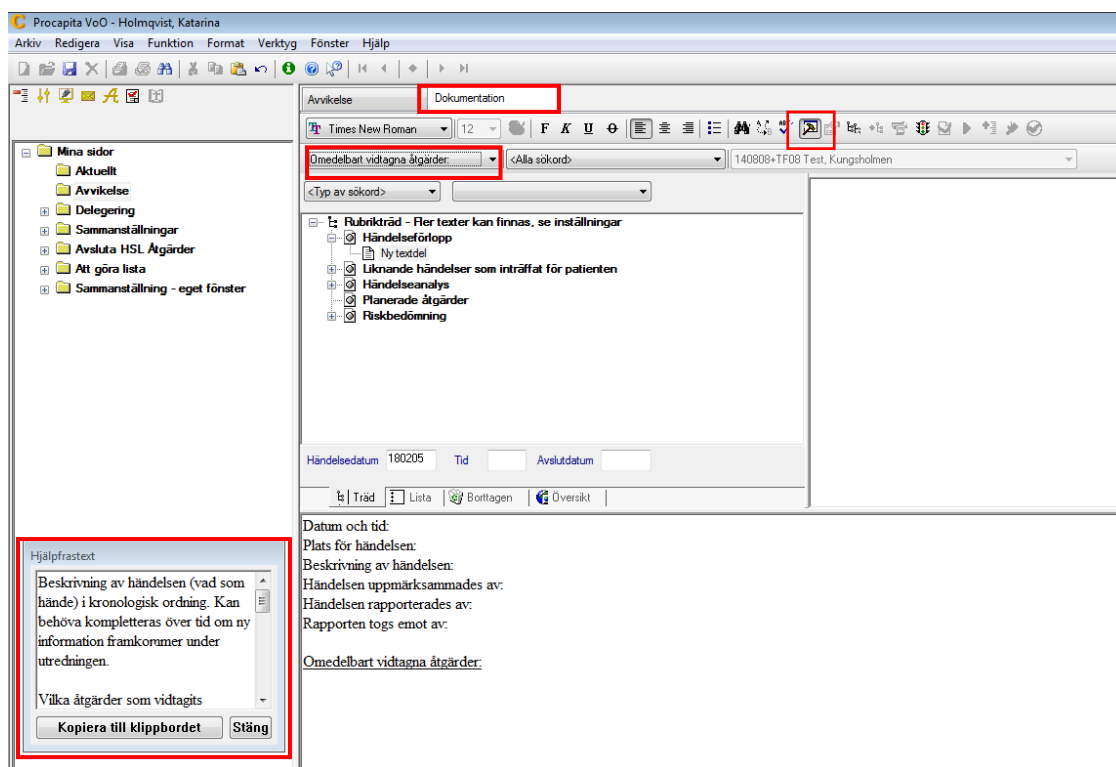 Procapita VoO - Holmqvist, Katarina
Arkiv Redigera Visa Funktion Format Verktyg Fönster Hjälp
Avvikelse Dokumentation
Times New Roman 12 F K U
Omedelbart vidtagna åtgärder: <Alla sökord> 140808+TF08 Test, Kungsholmen
<Typ av sökord>
Mina sidor
Aktuellt
Avvikelse
Delegering
Sammanställningar
Avsluta HSL Åtgärder
Att göra lista
Sammanställning - eget fönster
Rubrikträd - Fler texter kan finnas, se inställningar
Händelseförlopp
Ny textdel
Liknande händelser som inträffat för patienten
Händelseanalys
Planerade åtgärder
Riskbedömning
Händelsedatum 180205 Tid Avslutdatum
Träd Lista Borttagen Översikt
Datum och tid:
Plats för händelsen:
Beskrivning av händelsen:
Händelsen uppmärksammades av:
Händelsen rapporterades av:
Rapporten togs emot av:
Omedelbart vidtagna åtgärder:
Hjälpfrastext
Beskrivning av händelsen (vad som
hände) i kronologisk ordning. Kan
behöva kompletteras över tid om ny
information framkommer under
utredningen.
Vilka åtgärder som vidtagits
Kopiera till klippbordet Stäng